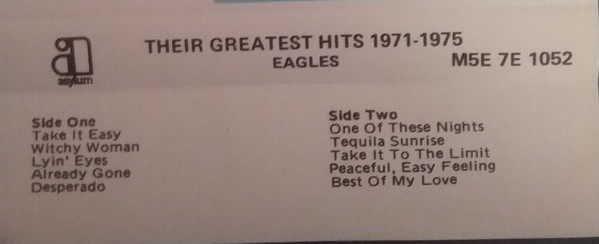 THEIR GREATEST HITS 1971-1975
EAGLES
M5E 7E 1052
asylum
Side One
Take It Easy
Witchy Woman
Lyin' Eyes
Already Gone
Desperado
Side Two
One Of These Nights
Tequila Sunrise
Take It To The Limit
Peaceful, Easy Feeling
Best Of My Love